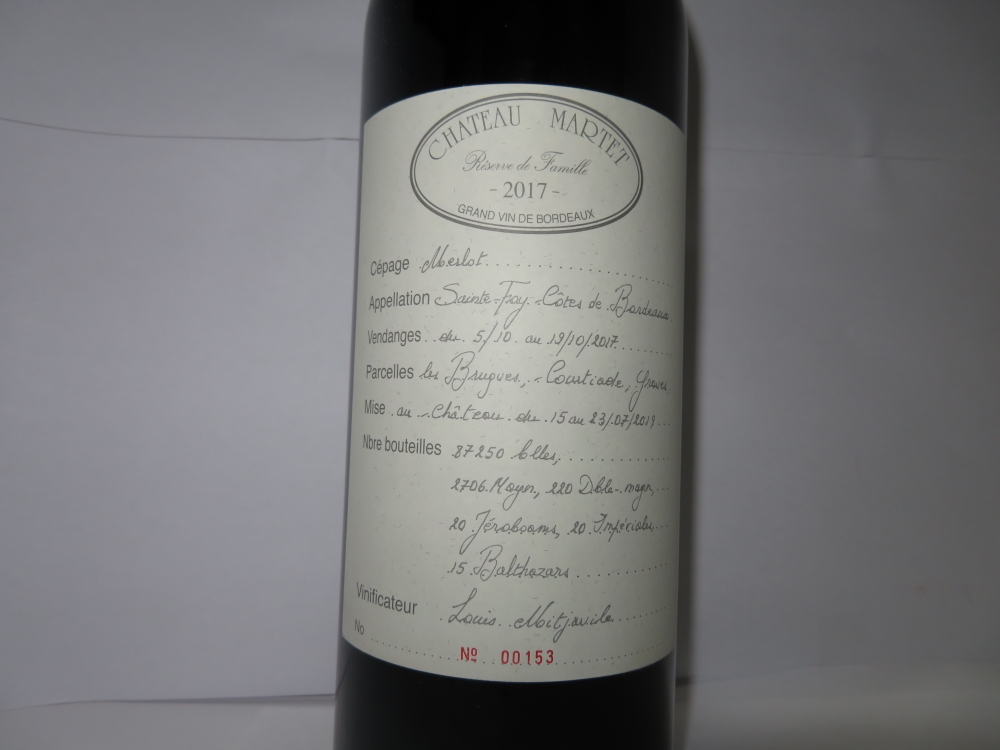 CHATEAU MARTET
Réserve de Famille
- 2017 -
GRAND VIN DE BORDEAUX
Cépage Merlot
Appellation Sainte-Foy-Côtes de Bordeaux
Vendanges du 5/10 au 19/10/2017
Parcelles les Brugues, Courtiade, Graves
Mise au Château du 15 au 23/07/2019
Nbre bouteilles 87250 blles,
2706 Magn, 220 Dble-magn,
20 Jéroboams, 20 Impériales,
15 Balthazars
Vinificateur Louis Mitjavile
No Nº 00153